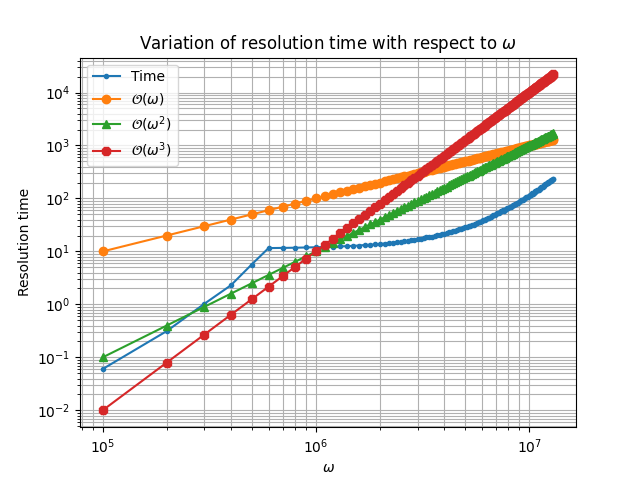 Variation of resolution time with respect to ω
Time
𝒪(ω)
𝒪(ω²)
𝒪(ω³)
Resolution time
10⁴
10³
10²
10¹
10⁰
10⁻¹
10⁻²
10⁵
10⁶
10⁷
ω